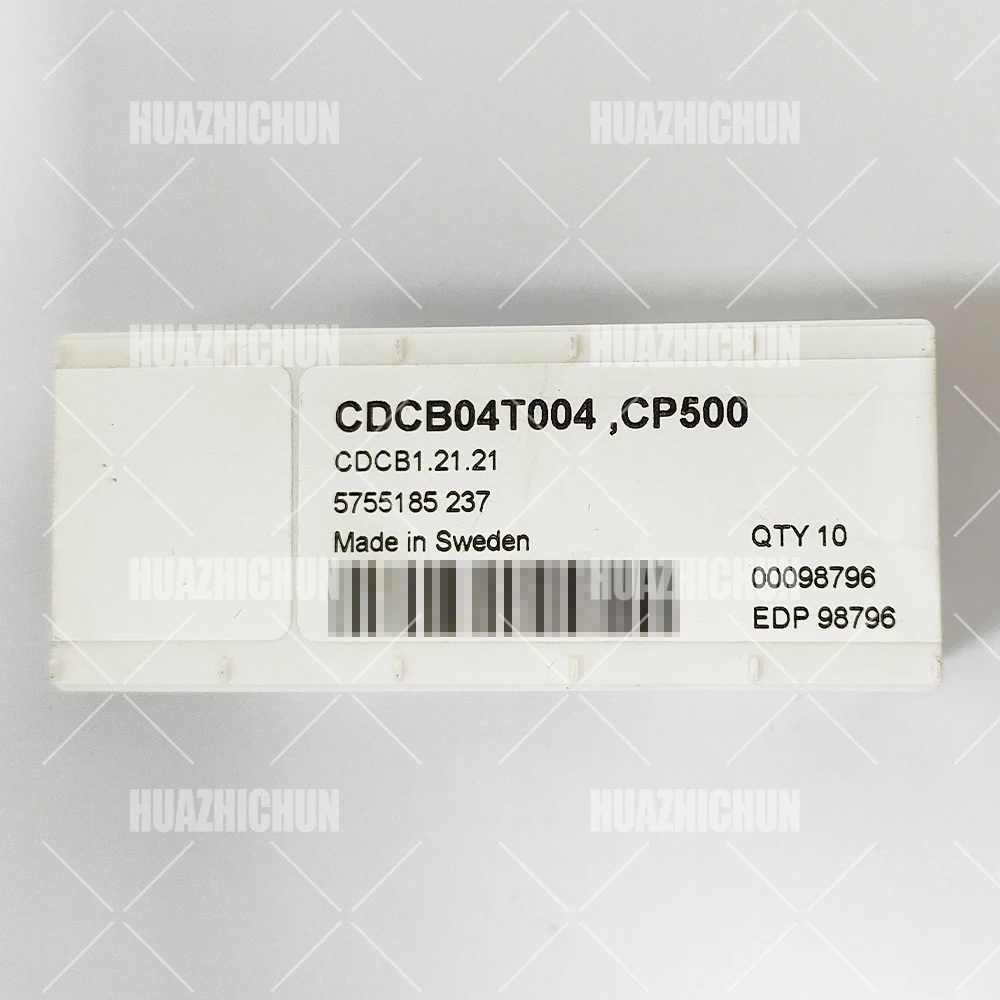 HUAZHICHUN HUAZHICHUN
HUAZHICHUN HUAZHICHUN
CDCB04T004 ,CP500
CDCB1.21.21
5755185 237
Made in Sweden
QTY 10
00098796
EDP 98796
HUAZHICHUN HUAZHICHUN
HUAZHICHUN HUAZHICHUN